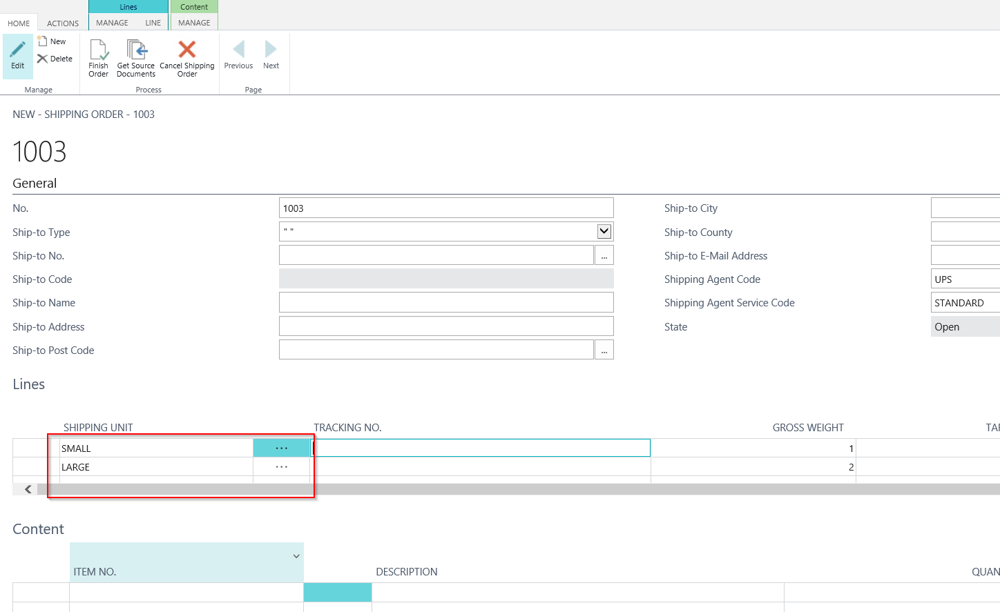 Lines Content
HOME ACTIONS MANAGE LINE MANAGE
Edit
New
Delete
Finish Order
Get Source Documents
Cancel Shipping Order
Previous
Next
Manage Process Page
NEW - SHIPPING ORDER - 1003
1003
General
No. 1003
Ship-to Type " "
Ship-to No. ...
Ship-to Code
Ship-to Name
Ship-to Address
Ship-to Post Code ...
Ship-to City
Ship-to County
Ship-to E-Mail Address
Shipping Agent Code UPS
Shipping Agent Service Code STANDARD
State Open
Lines
SHIPPING UNIT TRACKING NO. GROSS WEIGHT TAR
SMALL ... 1
LARGE ... 2
Content
ITEM NO. DESCRIPTION QUAN